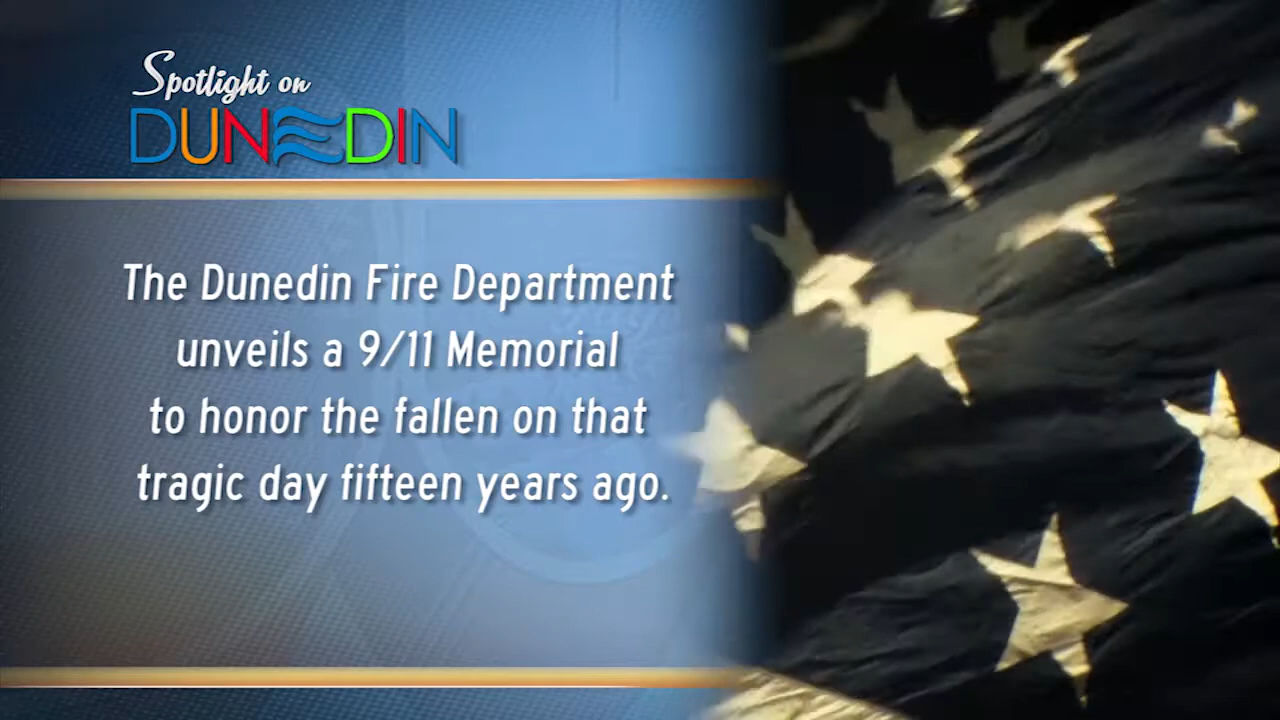 Spotlight on
DUNEDIN
The Dunedin Fire Department
unveils a 9/11 Memorial
to honor the fallen on that
tragic day fifteen years ago.